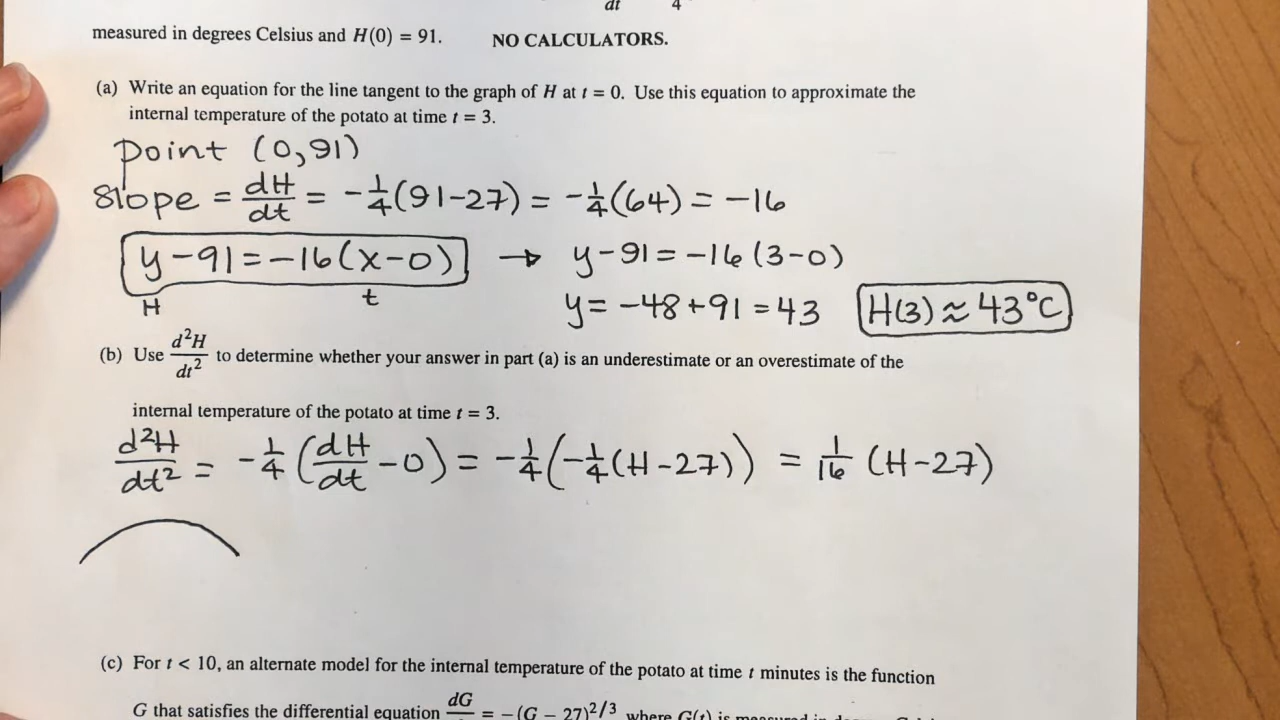 dt 4
measured in degrees Celsius and H(0) = 91. NO CALCULATORS.
(a) Write an equation for the line tangent to the graph of H at t = 0. Use this equation to approximate the
internal temperature of the potato at time t = 3.
point (0,91)
slope = dH/dt = -1/4(91-27) = -1/4(64) = -16
y-91=-16(x-0) → y-91=-16(3-0)
H t
y=-48+91=43 H(3)≈43°C
(b) Use d²H/dt² to determine whether your answer in part (a) is an underestimate or an overestimate of the
internal temperature of the potato at time t = 3.
d²H/dt² = -1/4(dH/dt-0) = -1/4(-1/4(H-27)) = 1/16 (H-27)
(c) For t < 10, an alternate model for the internal temperature of the potato at time t minutes is the function
G that satisfies the differential equation dG = -(G - 27)^2/3 where G(t) is measured in